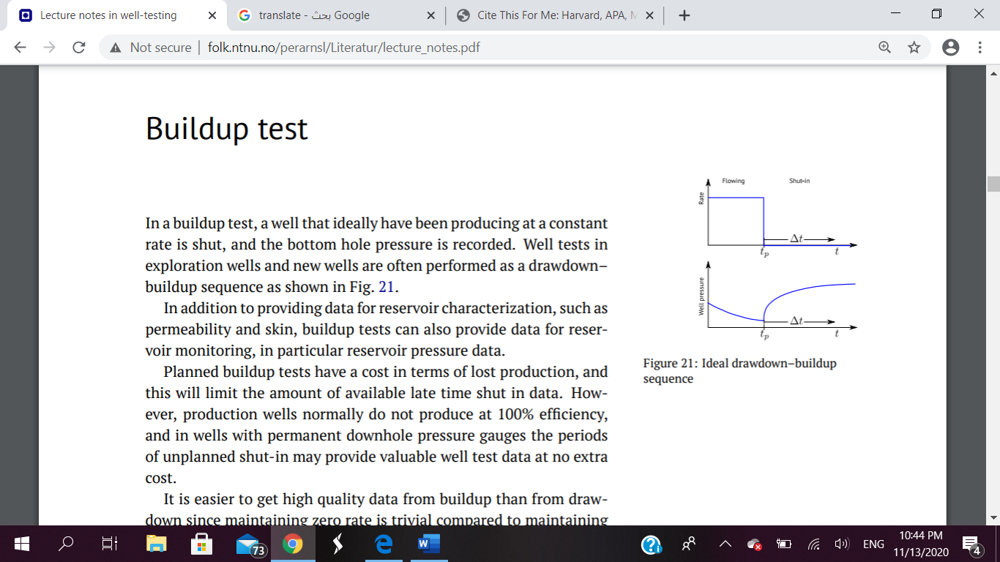 Lecture notes in well-testing
translate - بحث Google
Cite This For Me: Harvard, APA, M
Not secure
folk.ntnu.no/perarnsl/Literatur/lecture_notes.pdf
Buildup test
In a buildup test, a well that ideally have been producing at a constant
rate is shut, and the bottom hole pressure is recorded. Well tests in
exploration wells and new wells are often performed as a drawdown–
buildup sequence as shown in Fig. 21.
In addition to providing data for reservoir characterization, such as
permeability and skin, buildup tests can also provide data for reser-
voir monitoring, in particular reservoir pressure data.
Planned buildup tests have a cost in terms of lost production, and
this will limit the amount of available late time shut in data. How-
ever, production wells normally do not produce at 100% efficiency,
and in wells with permanent downhole pressure gauges the periods
of unplanned shut-in may provide valuable well test data at no extra
cost.
It is easier to get high quality data from buildup than from draw-
down since maintaining zero rate is trivial compared to maintaining
Flowing
Shut-in
Rate
Δt
tp
t
Well pressure
Δt
tp
t
Figure 21: Ideal drawdown–buildup
sequence
73
ENG
10:44 PM
11/13/2020
4